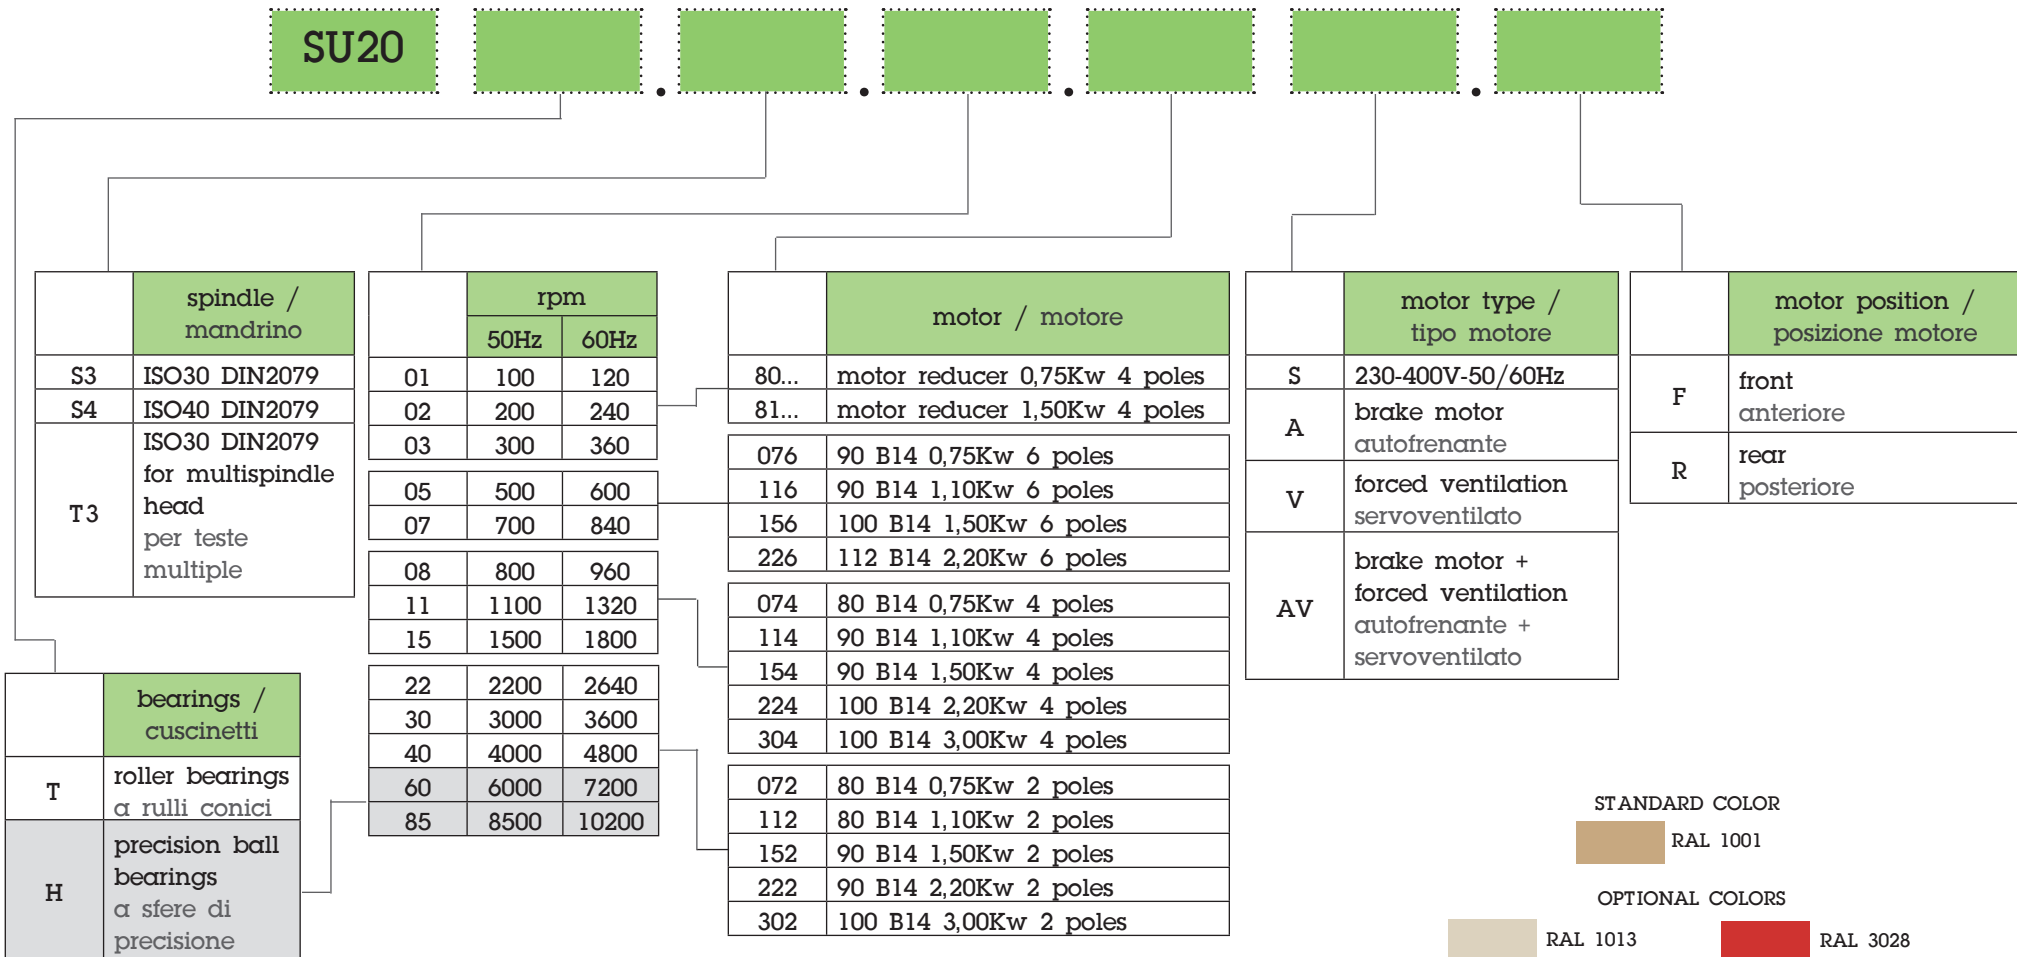 SU20 . . . .
spindle /
mandrino
S3 ISO30 DIN2079
S4 ISO40 DIN2079
T3 ISO30 DIN2079
for multispindle
head
per teste
multiple
bearings /
cuscinetti
T roller bearings
a rulli conici
H precision ball
bearings
a sfere di
precisione
rpm
50Hz 60Hz
01 100 120
02 200 240
03 300 360
05 500 600
07 700 840
08 800 960
11 1100 1320
15 1500 1800
22 2200 2640
30 3000 3600
40 4000 4800
60 6000 7200
85 8500 10200
motor / motore
80... motor reducer 0,75Kw 4 poles
81... motor reducer 1,50Kw 4 poles
076 90 B14 0,75Kw 6 poles
116 90 B14 1,10Kw 6 poles
156 100 B14 1,50Kw 6 poles
226 112 B14 2,20Kw 6 poles
074 80 B14 0,75Kw 4 poles
114 90 B14 1,10Kw 4 poles
154 90 B14 1,50Kw 4 poles
224 100 B14 2,20Kw 4 poles
304 100 B14 3,00Kw 4 poles
072 80 B14 0,75Kw 2 poles
112 80 B14 1,10Kw 2 poles
152 90 B14 1,50Kw 2 poles
222 90 B14 2,20Kw 2 poles
302 100 B14 3,00Kw 2 poles
motor type /
tipo motore
S 230-400V-50/60Hz
A brake motor
autofrenante
V forced ventilation
servoventilato
AV brake motor +
forced ventilation
autofrenante +
servoventilato
motor position /
posizione motore
F front
anteriore
R rear
posteriore
STANDARD COLOR
RAL 1001
OPTIONAL COLORS
RAL 1013 RAL 3028